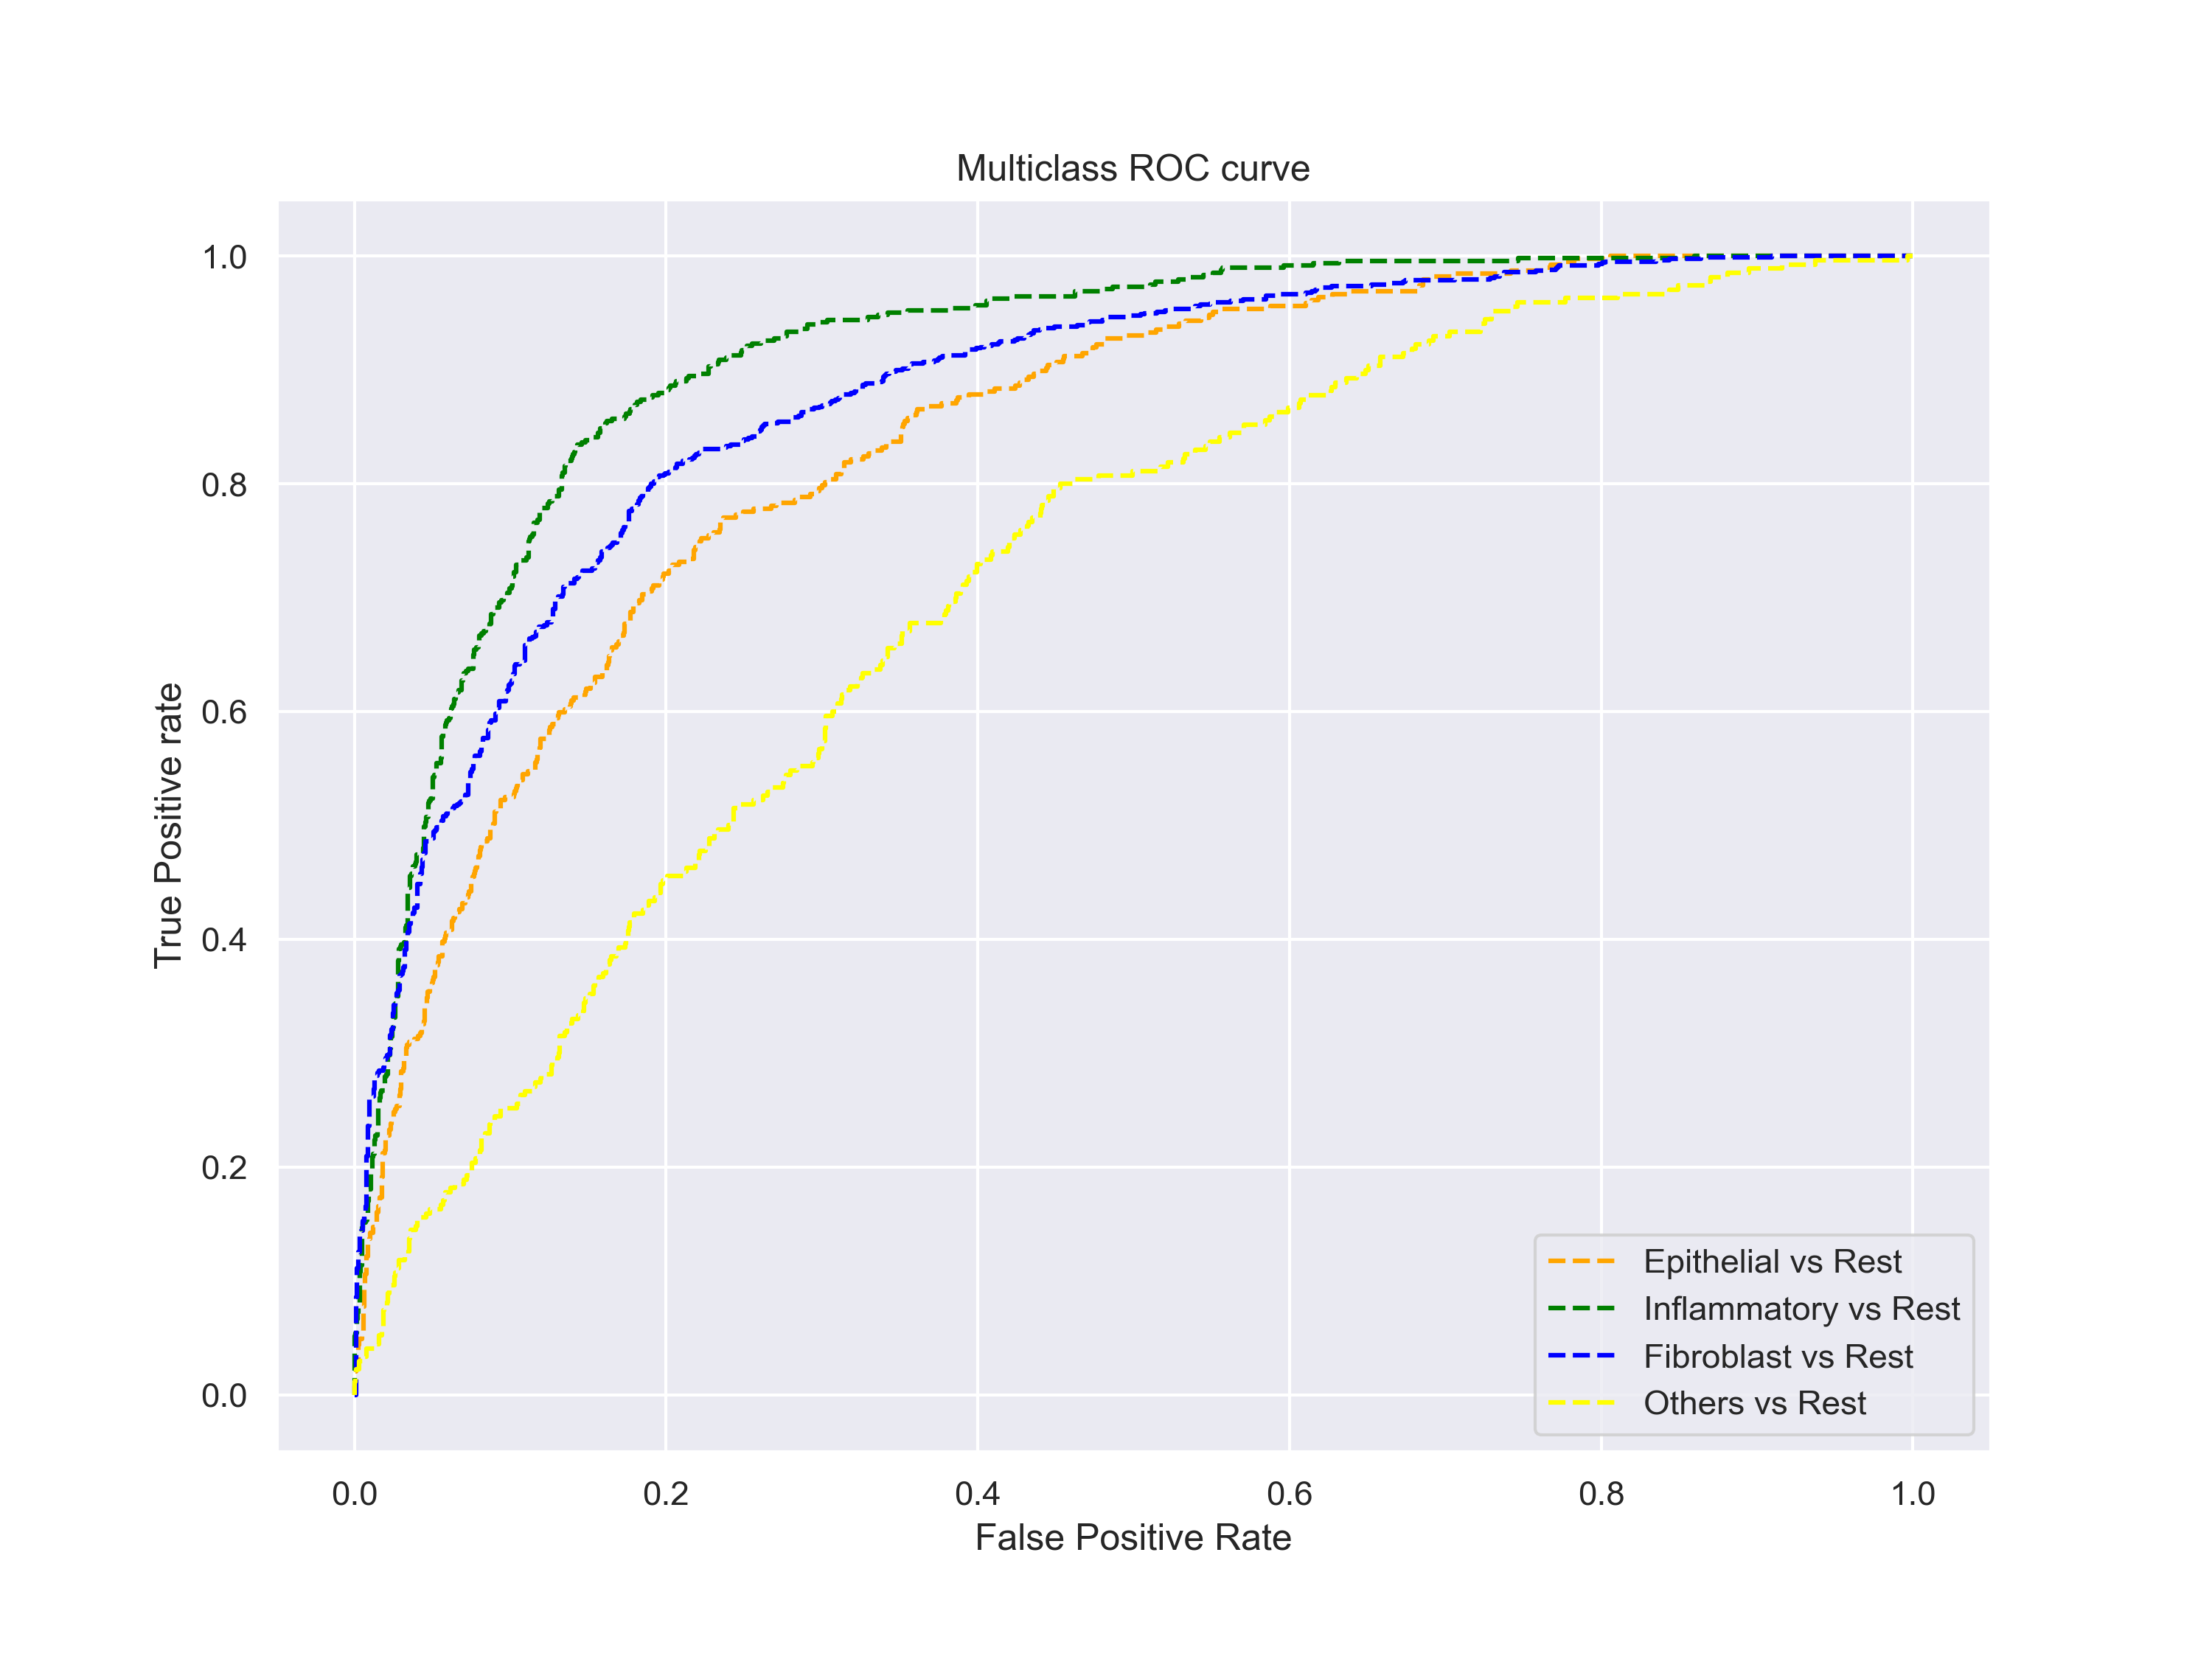 Multiclass ROC curve
1.0
0.8
0.6
0.4
0.2
0.0
True Positive rate
0.0 0.2 0.4 0.6 0.8 1.0
False Positive Rate
Epithelial vs Rest
Inflammatory vs Rest
Fibroblast vs Rest
Others vs Rest